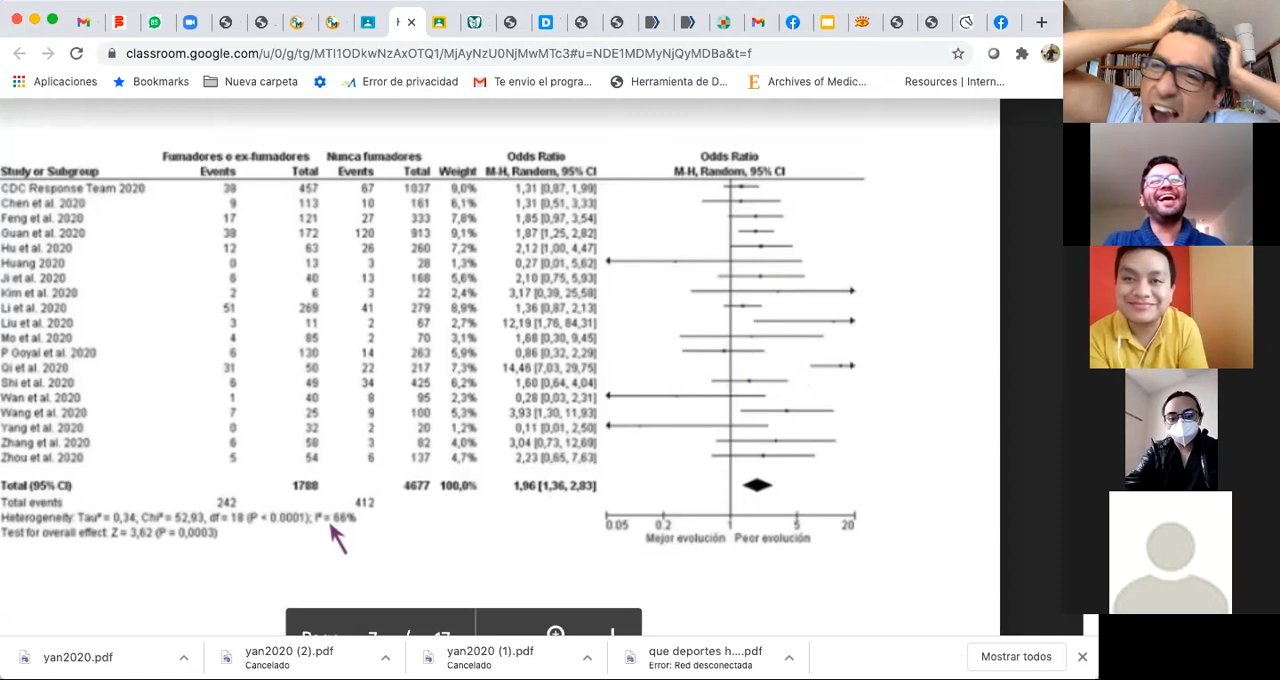 classroom.google.com/u/0/g/tg/MTI1ODkwNzAxOTQ1/MjAyNzU0NjMwMTc3#u=NDE1MDMyNjQyMDBa&t=f
Aplicaciones Bookmarks Nueva carpeta Error de privacidad Te envio el progra... Herramienta de D... Archives of Medic... Resources | Intern...
Fumadores o ex-fumadores Nunca fumadores Odds Ratio Odds Ratio
Study or Subgroup Events Total Events Total Weight M-H, Random, 95% CI M-H, Random, 95% CI
CDC Response Team 2020 38 457 67 1037 9,0% 1,31 [0,87, 1,99]
Chen et al. 2020 9 113 10 161 6,1% 1,31 [0,51, 3,33]
Feng et al. 2020 17 121 27 333 7,8% 1,85 [0,97, 3,54]
Guan et al. 2020 38 172 120 913 9,1% 1,87 [1,25, 2,82]
Hu et al. 2020 12 63 26 260 7,2% 2,12 [1,00, 4,47]
Huang 2020 0 13 3 28 1,3% 0,27 [0,01, 5,62]
Ji et al. 2020 6 40 13 168 5,6% 2,10 [0,75, 5,93]
Kim et al. 2020 2 6 3 22 2,4% 3,17 [0,39, 25,58]
Li et al. 2020 51 269 41 279 8,9% 1,36 [0,87, 2,13]
Liu et al. 2020 3 11 2 67 2,7% 12,19 [1,76, 84,31]
Mo et al. 2020 4 85 2 70 3,1% 1,68 [0,30, 9,45]
P Goyal et al. 2020 6 130 14 263 5,9% 0,86 [0,32, 2,29]
Qi et al. 2020 31 50 22 217 7,3% 14,46 [7,03, 29,75]
Shi et al. 2020 6 49 34 425 6,2% 1,60 [0,64, 4,04]
Wan et al. 2020 1 40 8 95 2,3% 0,28 [0,03, 2,31]
Wang et al. 2020 7 25 9 100 5,3% 3,93 [1,30, 11,93]
Yang et al. 2020 0 32 2 20 1,2% 0,11 [0,01, 2,50]
Zhang et al. 2020 6 58 3 82 4,0% 3,04 [0,73, 12,69]
Zhou et al. 2020 5 54 6 137 4,7% 2,23 [0,65, 7,63]
Total (95% CI) 1788 4677 100,0% 1,96 [1,36, 2,83]
Total events 242 412
Heterogeneity: Tau² = 0,34; Chi² = 52,93, df = 18 (P < 0.0001); I² = 66%
Test for overall effect: Z = 3,62 (P = 0,0003)
0.05 0.2 1 5 20
Mejor evolución Peor evolución
yan2020.pdf yan2020 (2).pdf yan2020 (1).pdf que deportes h....pdf Mostrar todos
Cancelado Cancelado Error: Red desconectada